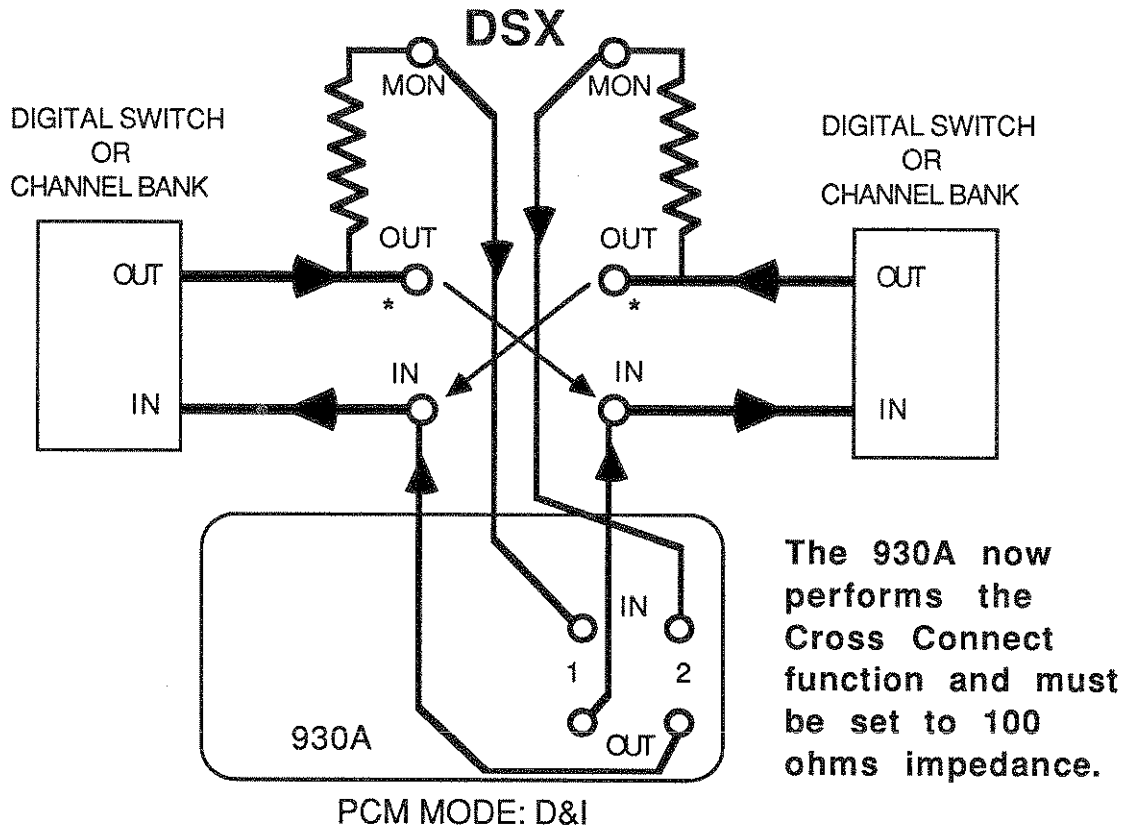 DSX
MON
MON
DIGITAL SWITCH
OR
CHANNEL BANK
DIGITAL SWITCH
OR
CHANNEL BANK
OUT
OUT
OUT
OUT
*
*
IN
IN
IN
IN
The 930A now
performs the
Cross Connect
function and must
be set to 100
ohms impedance.
IN
1
2
930A
OUT
PCM MODE: D&I